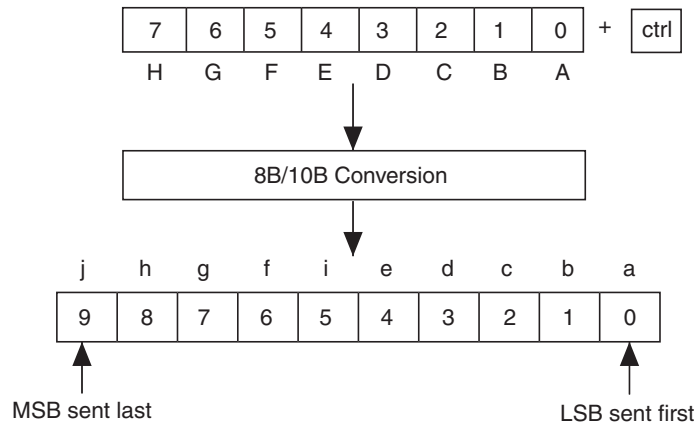 7 6 5 4 3 2 1 0 + ctrl
H G F E D C B A
8B/10B Conversion
j h g f i e d c b a
9 8 7 6 5 4 3 2 1 0
MSB sent last LSB sent first